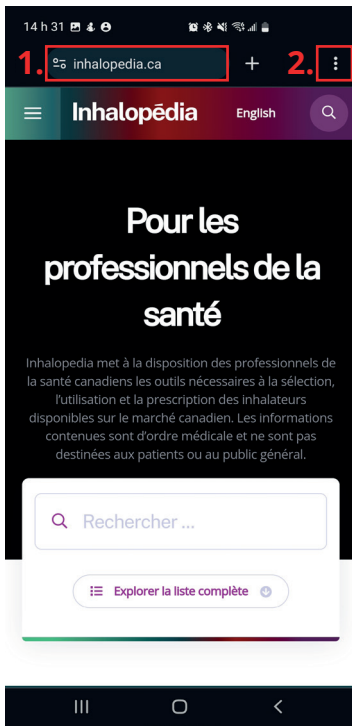 14 h 31
1. inhalopedia.ca 2.
Inhalopēdia English
Pour les
professionnels de la
santé
Inhalopedia met à la disposition des professionnels de
la santé canadiens les outils nécessaires à la sélection,
l'utilisation et la prescription des inhalateurs
disponibles sur le marché canadien. Les informations
contenues sont d'ordre médicale et ne sont pas
destinées aux patients ou au public général.
Rechercher ...
Explorer la liste complète